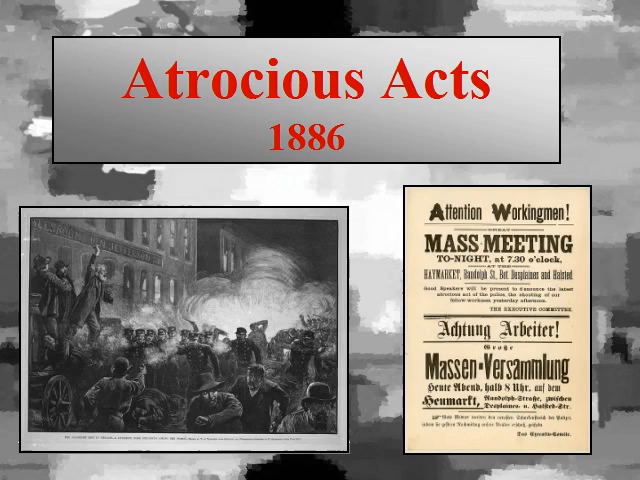 Atrocious Acts
1886
Attention Workingmen!
GREAT
MASS-MEETING
TO-NIGHT, at 7.30 o'clock,
AT THE
HAYMARKET, Randolph St., Bet. Desplaines and Halsted.
Good Speakers will be present to denounce the latest
atrocious act of the police, the shooting of our
fellow-workmen yesterday afternoon.
THE EXECUTIVE COMMITTEE.
Achtung Arbeiter!
Große
Massen-Versammlung
Heute Abend, halb 8 Uhr, auf dem
Heumarkt, Randolph-Straße, zwischen
Desplaines- u. Halsted-Str.
Das Executiv-Comite.